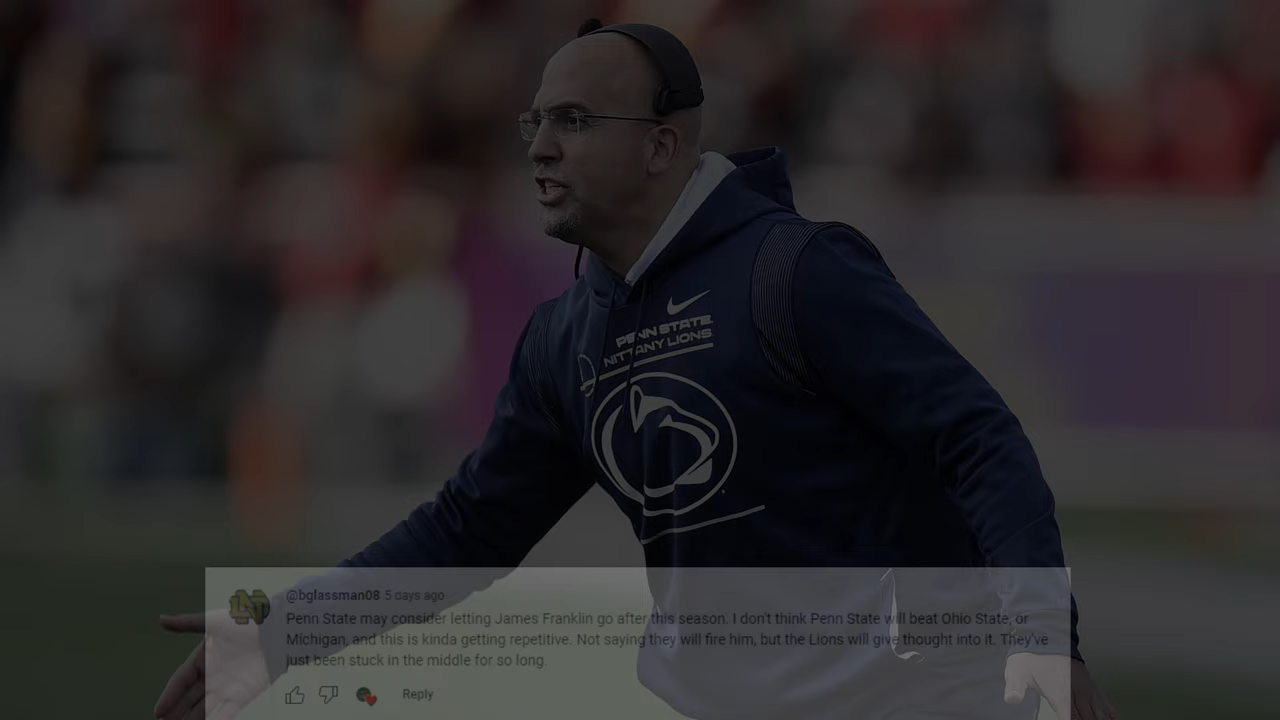 PENN STATE
NITTANY LIONS
@bglassman08 5 days ago
Penn State may consider letting James Franklin go after this season. I don't think Penn State will beat Ohio State, or
Michigan, and this is kinda getting repetitive. Not saying they will fire him, but the Lions will give thought into it. They've
just been stuck in the middle for so long.
Reply